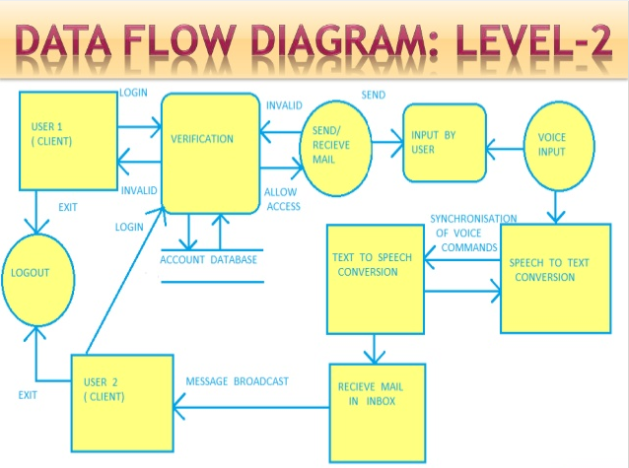 DATA FLOW DIAGRAM: LEVEL-2
LOGIN
SEND
INVALID
USER 1
( CLIENT)
VERIFICATION
SEND/
RECIEVE
MAIL
INPUT BY
USER
VOICE
INPUT
INVALID
ALLOW
ACCESS
EXIT
LOGIN
SYNCHRONISATION
OF VOICE
COMMANDS
ACCOUNT DATABASE
TEXT TO SPEECH
CONVERSION
SPEECH TO TEXT
CONVERSION
LOGOUT
USER 2
( CLIENT)
MESSAGE BROADCAST
RECIEVE MAIL
IN INBOX
EXIT